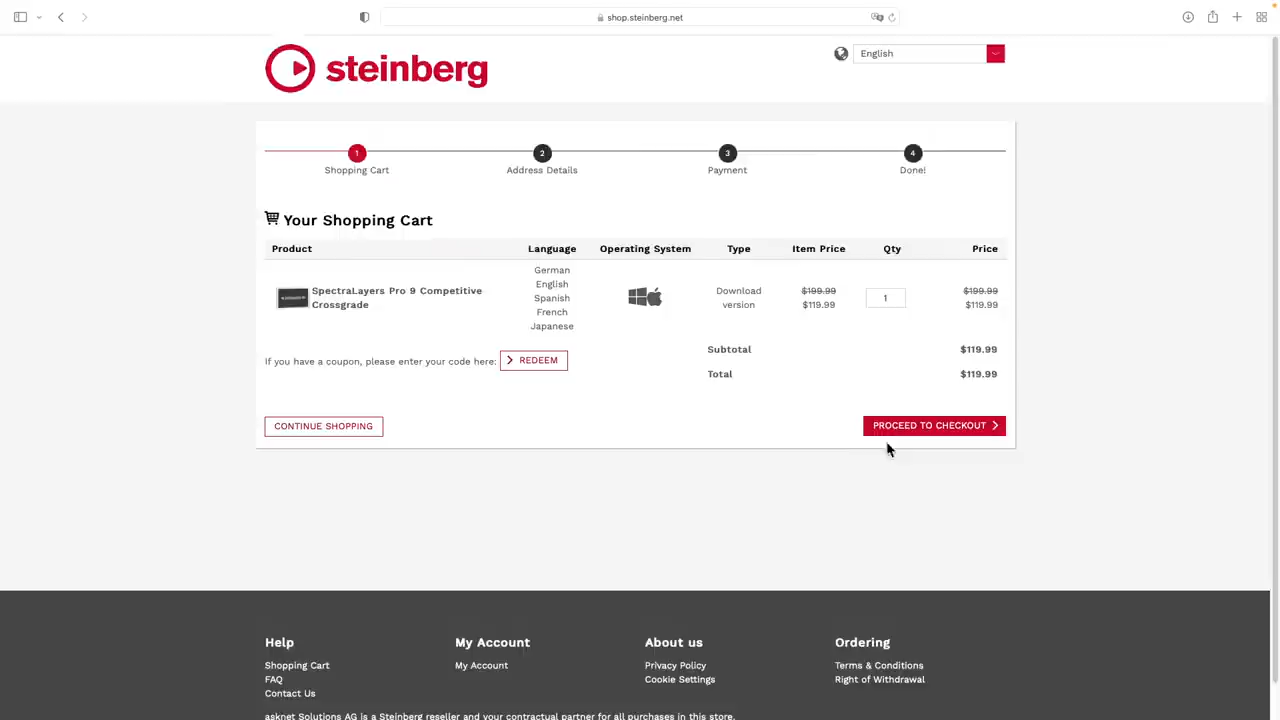 shop.steinberg.net
steinberg
English
1
2
3
4
Shopping Cart
Address Details
Payment
Done!
Your Shopping Cart
Product
Language
Operating System
Type
Item Price
Qty
Price
SpectraLayers Pro 9 Competitive
Crossgrade
German
English
Spanish
French
Japanese
Download
version
$199.99
$119.99
1
$199.99
$119.99
If you have a coupon, please enter your code here:
REDEEM
Subtotal
$119.99
Total
$119.99
CONTINUE SHOPPING
PROCEED TO CHECKOUT
Help
Shopping Cart
FAQ
Contact Us
My Account
My Account
About us
Privacy Policy
Cookie Settings
Ordering
Terms & Conditions
Right of Withdrawal
asknet Solutions AG is a Steinberg reseller and your contractual partner for all purchases in this store.